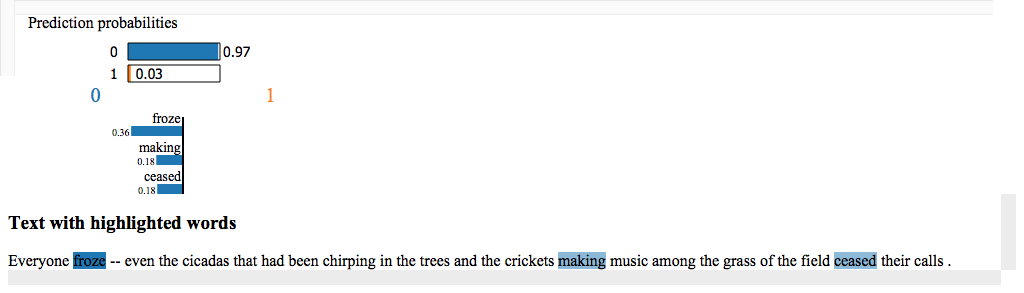 Prediction probabilities
0 0.97
1 0.03
0 1
froze
0.36
making
0.18
ceased
0.18
Text with highlighted words
Everyone froze -- even the cicadas that had been chirping in the trees and the crickets making music among the grass of the field ceased their calls .